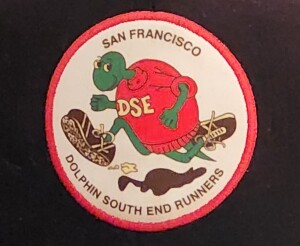 SAN FRANCISCO
DSE
DOLPHIN SOUTH END RUNNERS